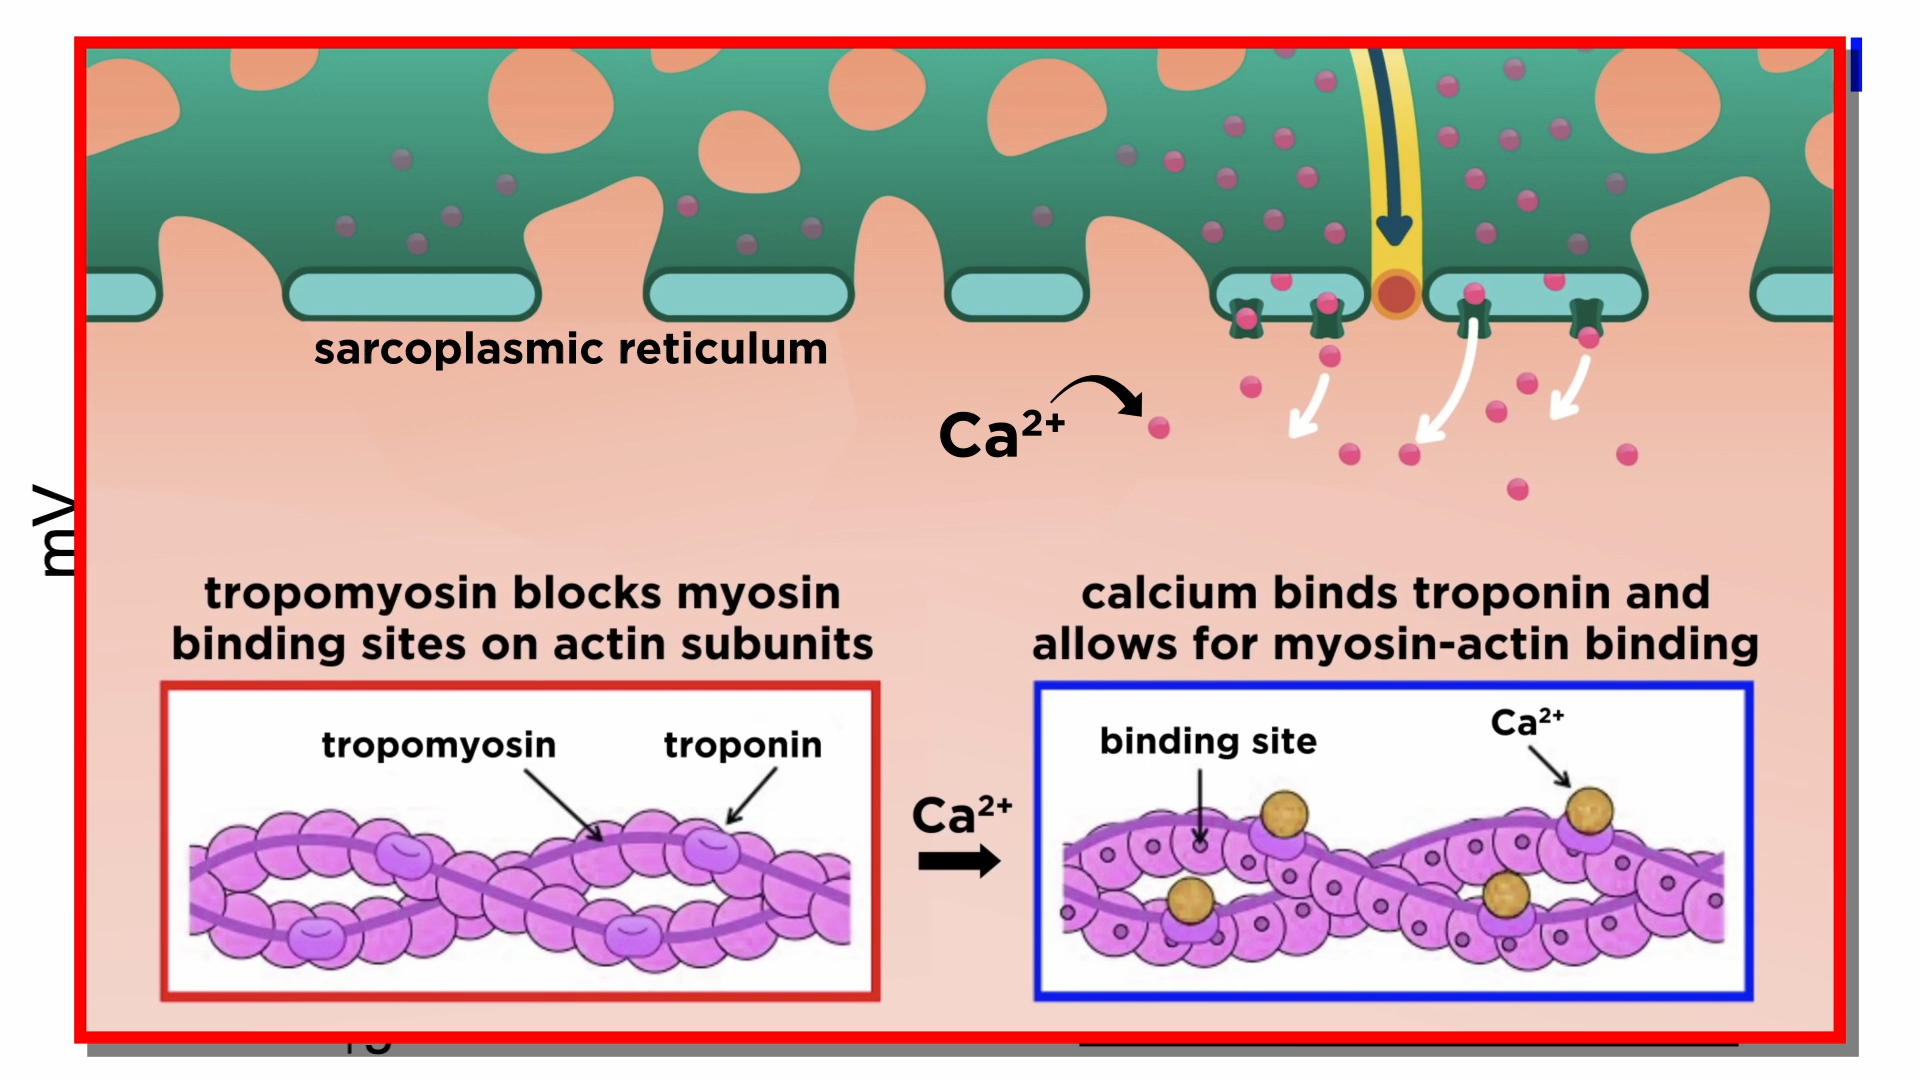 mV
sarcoplasmic reticulum
Ca²⁺
tropomyosin blocks myosin
binding sites on actin subunits
calcium binds troponin and
allows for myosin-actin binding
tropomyosin
troponin
Ca²⁺
binding site
Ca²⁺